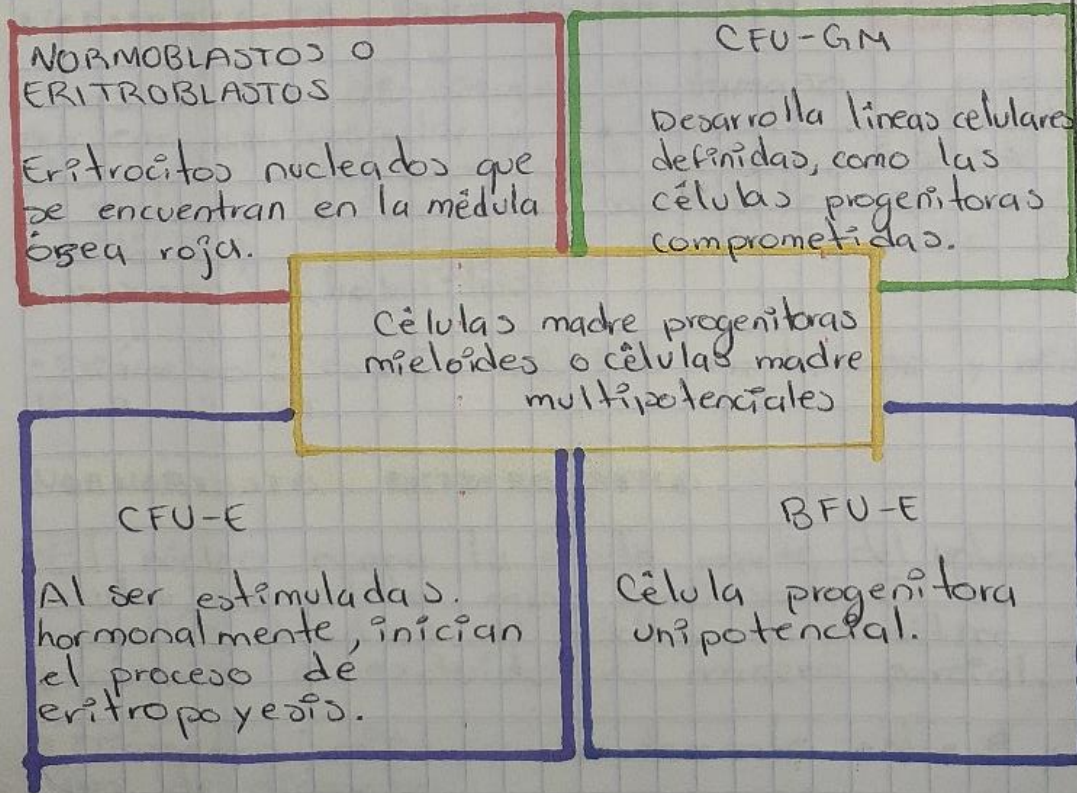 NORMOBLASTOS O
ERITROBLASTOS
Eritrocitos nucleados que
se encuentran en la médula
ósea roja.
CFU-GM
Desarrolla líneas celulares
definidas, como las
células progenitoras
comprometidas.
Células madre progenitoras
mieloides o células madre
multipotenciales
CFU-E
Al ser estimuladas.
hormonalmente, inician
el proceso de
eritropoyesis.
BFU-E
Célula progenitora
unipotencial.